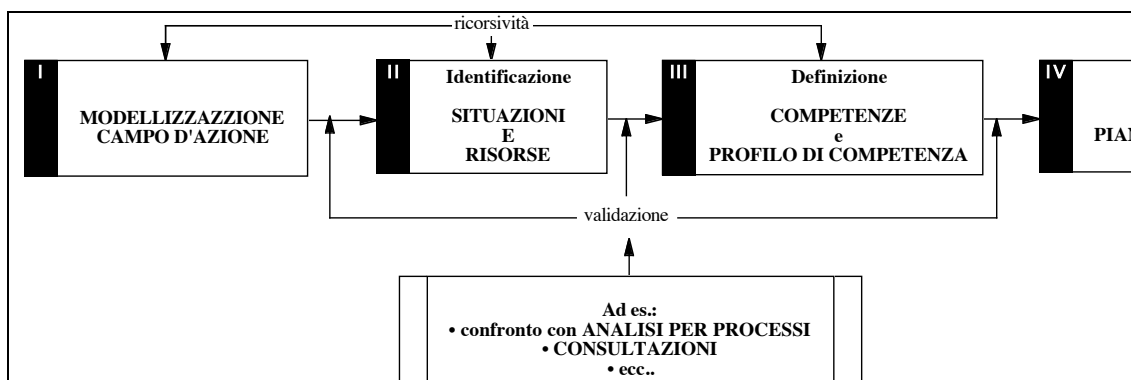 ricorsività
I
MODELLIZZAZZIONE
CAMPO D'AZIONE
II
Identificazione
SITUAZIONI
E
RISORSE
III
Definizione
COMPETENZE
e
PROFILO DI COMPETENZA
IV
PIAN
validazione
Ad es.:
• confronto con ANALISI PER PROCESSI
• CONSULTAZIONI
• ecc..